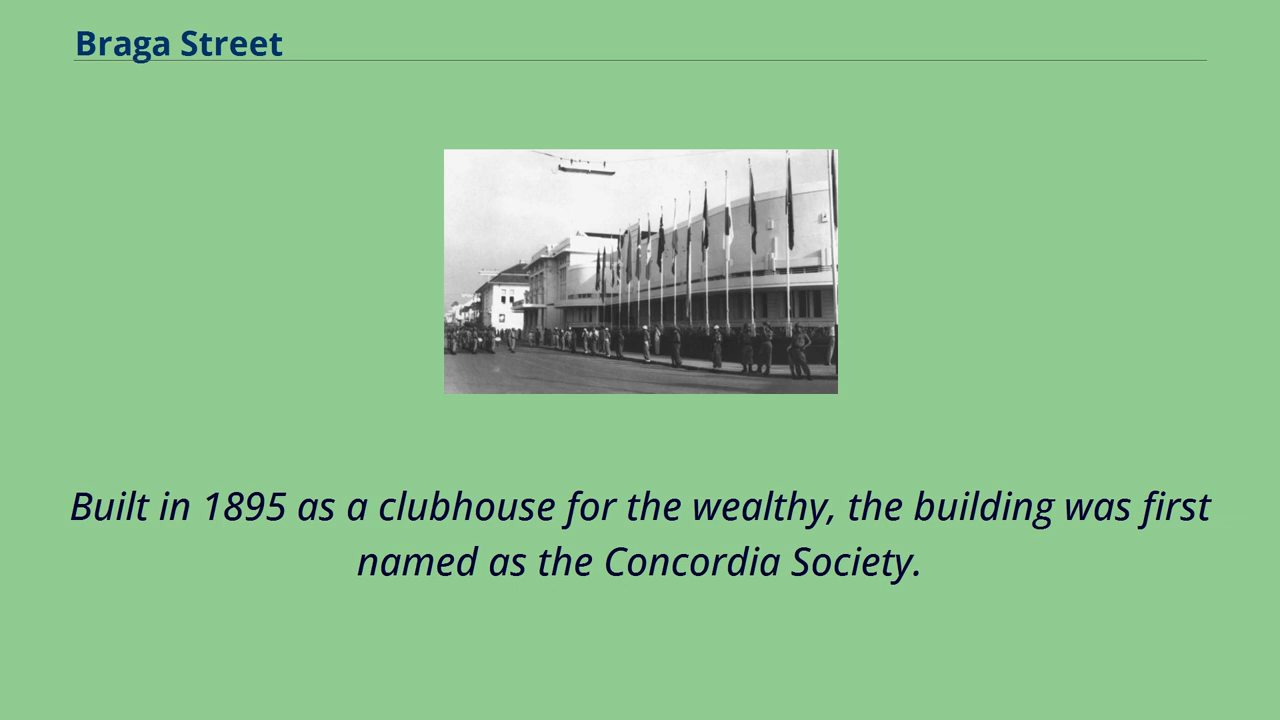 Braga Street
Built in 1895 as a clubhouse for the wealthy, the building was first
named as the Concordia Society.